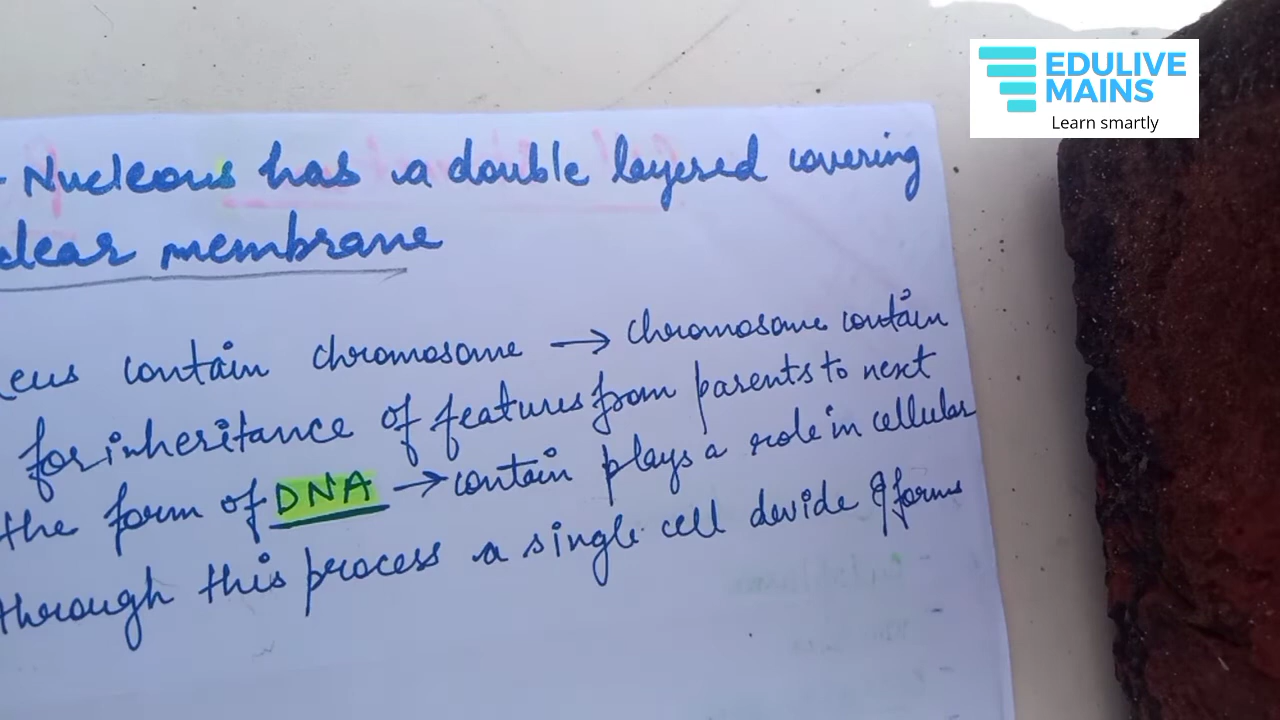 EDULIVE
MAINS
Learn smartly
- Nucleous has a double layered covering
clear membrane
eus contain chromosome → chromosome contain
for inheritance of features from parents to next
the form of DNA → contain plays a role in cellular
through this process a single cell devide & forms